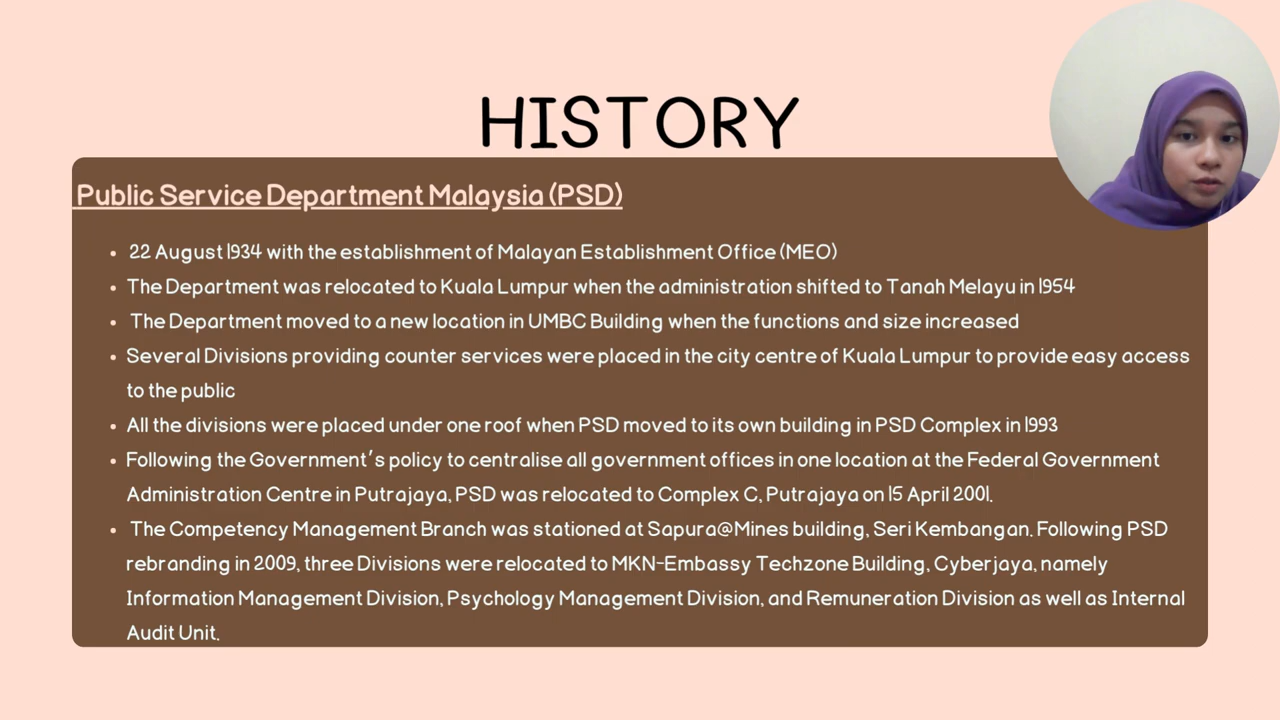 HISTORY
Public Service Department Malaysia (PSD)
• 22 August 1934 with the establishment of Malayan Establishment Office (MEO)
• The Department was relocated to Kuala Lumpur when the administration shifted to Tanah Melayu in 1954
• The Department moved to a new location in UMBC Building when the functions and size increased
• Several Divisions providing counter services were placed in the city centre of Kuala Lumpur to provide easy access
to the public
• All the divisions were placed under one roof when PSD moved to its own building in PSD Complex in 1993
• Following the Government's policy to centralise all government offices in one location at the Federal Government
Administration Centre in Putrajaya, PSD was relocated to Complex C, Putrajaya on 15 April 2001.
• The Competency Management Branch was stationed at Sapura@Mines building, Seri Kembangan. Following PSD
rebranding in 2009, three Divisions were relocated to MKN-Embassy Techzone Building, Cyberjaya, namely
Information Management Division, Psychology Management Division, and Remuneration Division as well as Internal
Audit Unit.